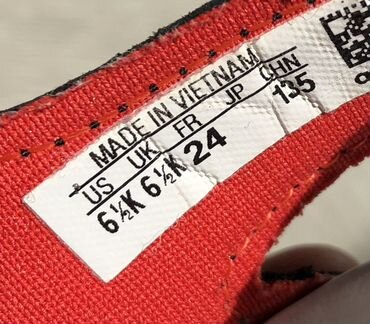 MADE IN VIETNAM
US UK FR JP CHN
6½K 6½K 24 135